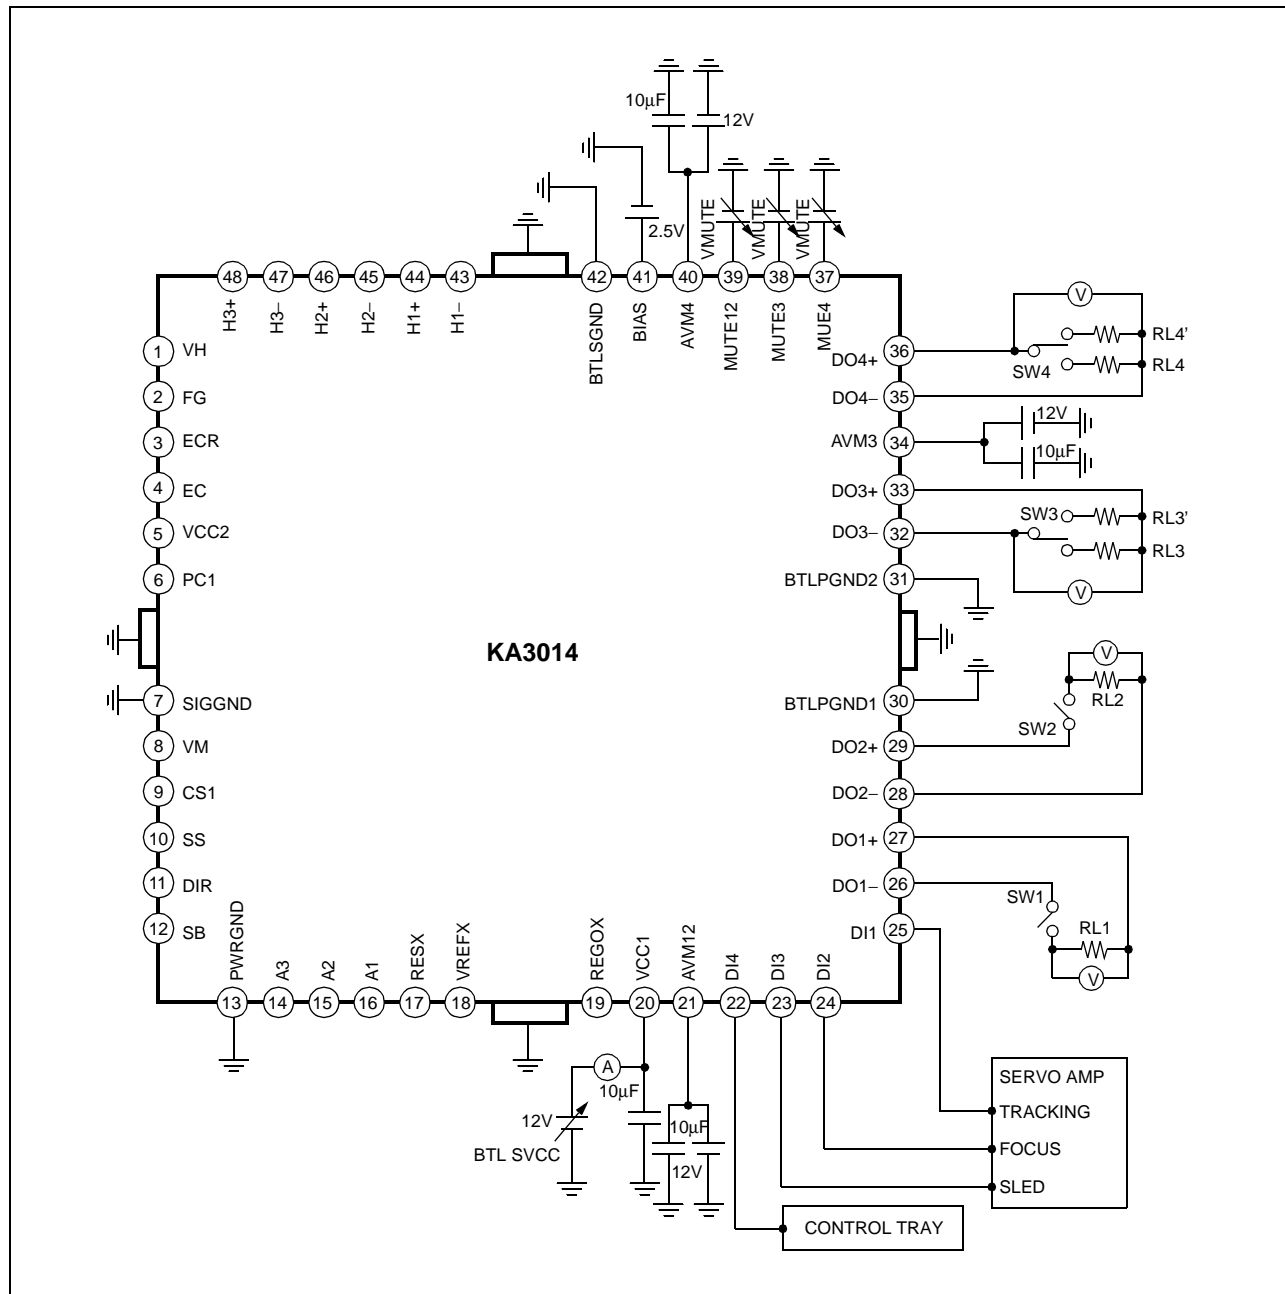 10μF
12V
2.5V
VMUTE
VMUTE
VMUTE
48
47
46
45
44
43
42
41
40
39
38
37
H3+
H3−
H2+
H2−
H1+
H1−
BTLSGND
BIAS
AVM4
MUTE12
MUTE3
MUE4
1 VH
2 FG
3 ECR
4 EC
5 VCC2
6 PC1
7 SIGGND
8 VM
9 CS1
10 SS
11 DIR
12 SB
KA3014
DO4+ 36
DO4− 35
AVM3 34
DO3+ 33
DO3− 32
BTLPGND2 31
BTLPGND1 30
DO2+ 29
DO2− 28
DO1+ 27
DO1− 26
DI1 25
V
RL4’
SW4
RL4
12V
10μF
SW3
RL3’
RL3
V
V
RL2
SW2
SW1
RL1
V
PWRGND
A3
A2
A1
RESX
VREFX
REGOX
VCC1
AVM12
DI4
DI3
DI2
13
14
15
16
17
18
19
20
21
22
23
24
A
10μF
12V
BTL SVCC
10μF
12V
SERVO AMP
TRACKING
FOCUS
SLED
CONTROL TRAY